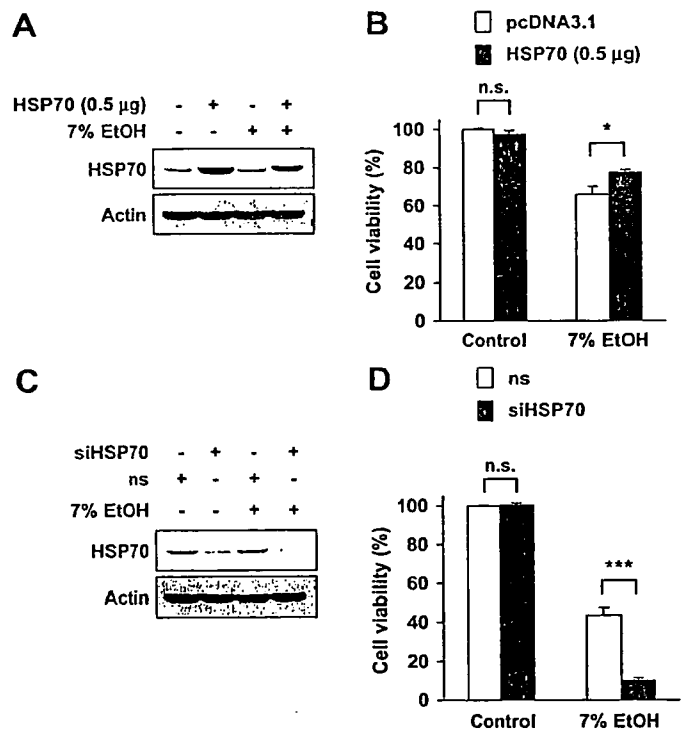 A
HSP70 (0.5 µg) - + - +
7% EtOH - - + +
HSP70
Actin
B
pcDNA3.1
HSP70 (0.5 µg)
n.s.
*
Cell viability (%)
100
80
60
40
20
0
Control 7% EtOH
C
siHSP70 - + - +
ns + - + -
7% EtOH - - + +
HSP70
Actin
D
ns
siHSP70
n.s.
***
Cell viability (%)
100
80
60
40
20
0
Control 7% EtOH